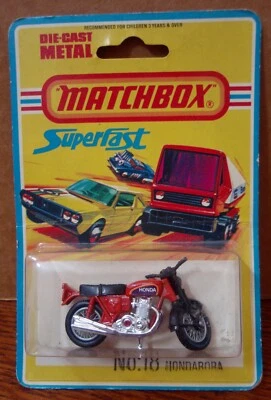 RECOMMENDED FOR CHILDREN 3 YEARS & OVER
DIE-CAST
METAL
MATCHBOX®
Superfast
HONDA
No.18 HONDARORA